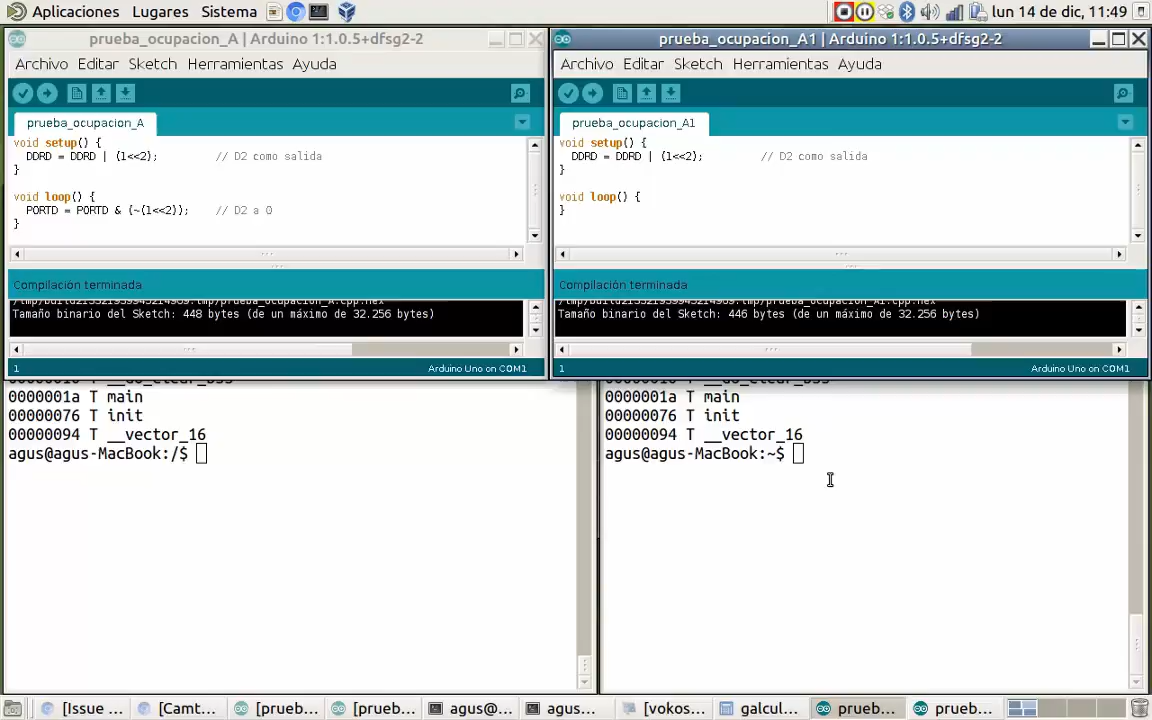 Aplicaciones Lugares Sistema lun 14 de dic, 11:49
prueba_ocupacion_A | Arduino 1:1.0.5+dfsg2-2
Archivo Editar Sketch Herramientas Ayuda
prueba_ocupacion_A
void setup() {
  DDRD = DDRD | (1<<2);         // D2 como salida
}
void loop() {
  PORTD = PORTD & (~(1<<2));    // D2 a 0
}
Compilación terminada
/tmp/build2135219399452149
Tamaño binario del Sketch: 448 bytes (de un máximo de 32.256 bytes)
1 Arduino Uno on COM1
prueba_ocupacion_A1 | Arduino 1:1.0.5+dfsg2-2
Archivo Editar Sketch Herramientas Ayuda
prueba_ocupacion_A1
void setup() {
  DDRD = DDRD | (1<<2);         // D2 como salida
}
void loop() {
}
Compilación terminada
Tamaño binario del Sketch: 446 bytes (de un máximo de 32.256 bytes)
1 Arduino Uno on COM1
0000001a T main
00000076 T init
00000094 T __vector_16
agus@agus-MacBook:/$
0000001a T main
00000076 T init
00000094 T __vector_16
agus@agus-MacBook:~$
[Issue ... [Camt... [prueb... [prueb... agus@... agus... [vokos... galcul... prueb... prueb...